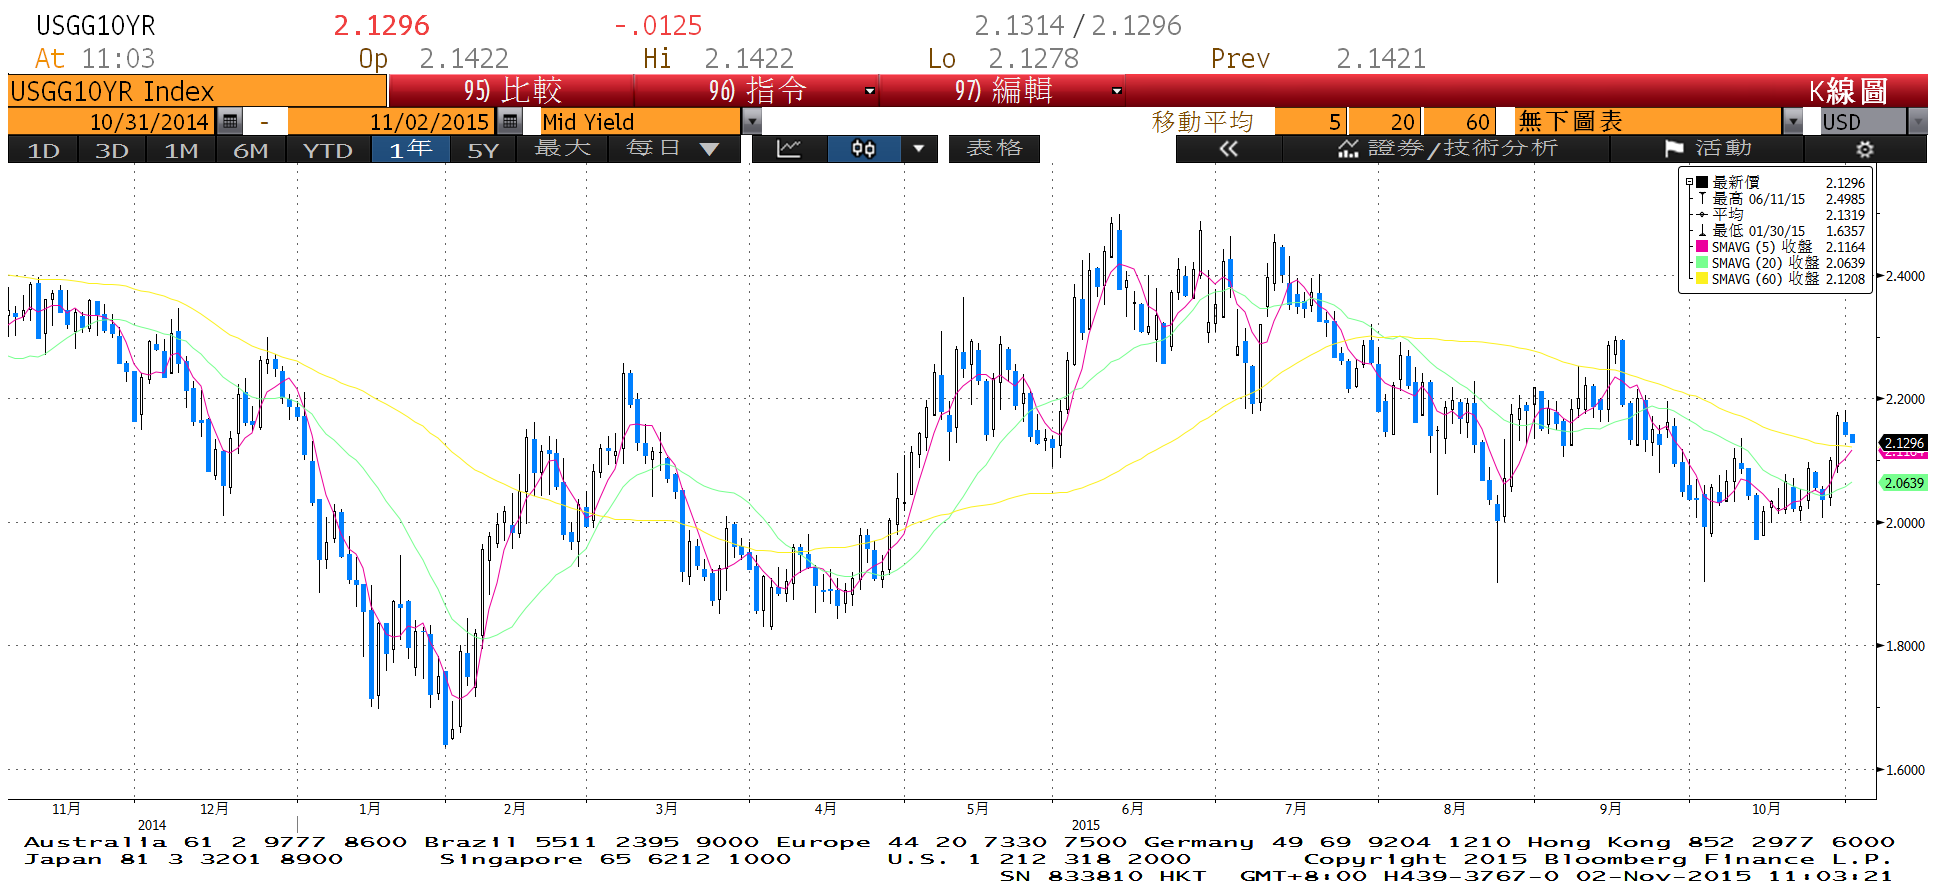 USGG10YR 2.1296 -.0125 2.1314 / 2.1296
At 11:03 Op 2.1422 Hi 2.1422 Lo 2.1278 Prev 2.1421
USGG10YR Index 95) 比較 96) 指令 97) 編輯 K線圖
10/31/2014 - 11/02/2015 Mid Yield 移動平均 5 20 60 無下圖表 USD
1D 3D 1M 6M YTD 1年 5Y 最大 每日 ▼ 表格 « 證券/技術分析 活動
最新價 2.1296
最高 06/11/15 2.4985
平均 2.1319
最低 01/30/15 1.6357
SMAVG (5) 收盤 2.1164
SMAVG (20) 收盤 2.0639
SMAVG (60) 收盤 2.1208
2.4000
2.2000
2.1296
2.0639
2.0000
1.8000
1.6000
11月 12月 1月 2月 3月 4月 5月 6月 7月 8月 9月 10月
2014 2015
Australia 61 2 9777 8600 Brazil 5511 2395 9000 Europe 44 20 7330 7500 Germany 49 69 9204 1210 Hong Kong 852 2977 6000
Japan 81 3 3201 8900 Singapore 65 6212 1000 U.S. 1 212 318 2000 Copyright 2015 Bloomberg Finance L.P.
SN 833810 HKT GMT+8:00 H439-3767-0 02-Nov-2015 11:03:21